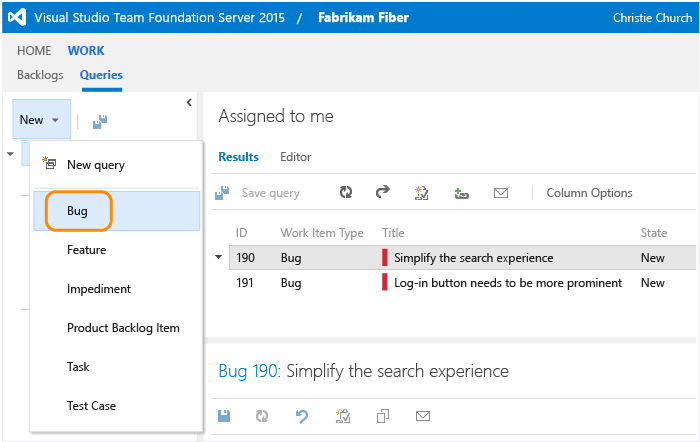 Visual Studio Team Foundation Server 2015 / Fabrikam Fiber Christie Church
HOME WORK
Backlogs Queries
New
New query
Bug
Feature
Impediment
Product Backlog Item
Task
Test Case
Assigned to me
Results Editor
Save query Column Options
ID Work Item Type Title State
190 Bug Simplify the search experience New
191 Bug Log-in button needs to be more prominent New
Bug 190: Simplify the search experience